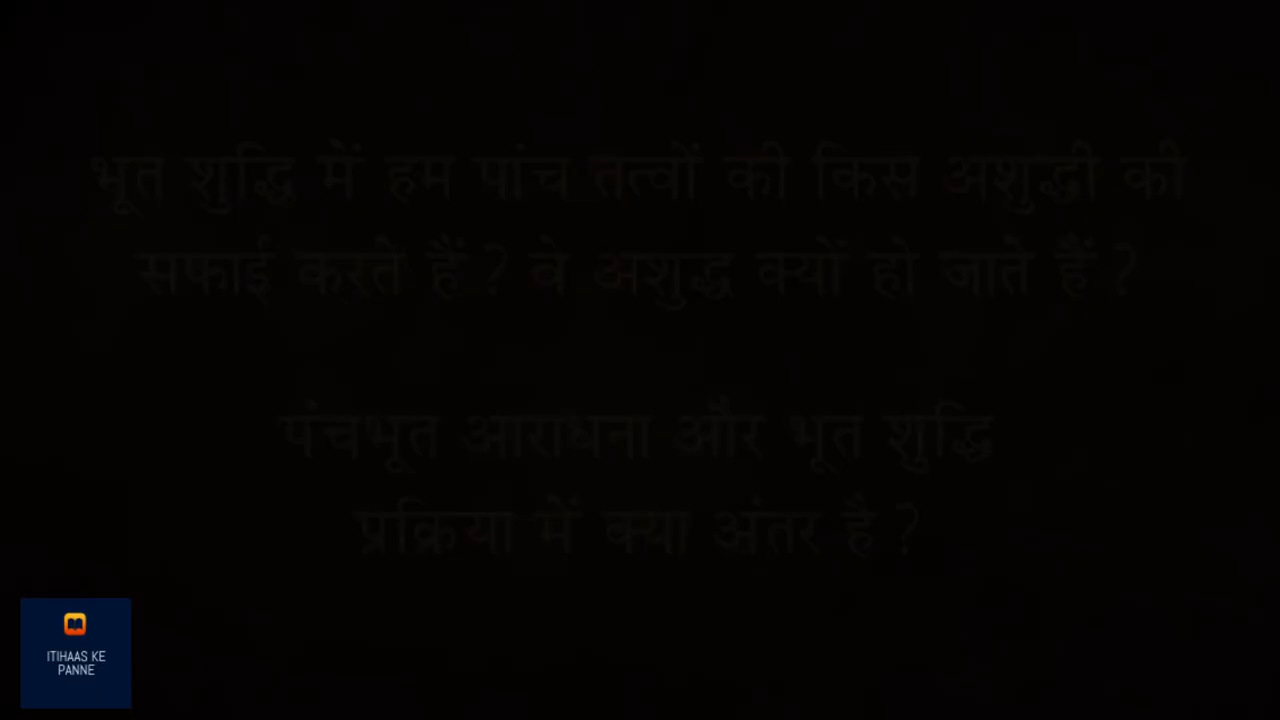 भूत शुद्धि में हम पांच तत्वों की किस अशुद्धी की
सफाई करते हैं ? वे अशुद्ध क्यों हो जाते हैं ?
पंचभूत आराधना और भूत शुद्धि
प्रक्रिया में क्या अंतर है ?
ITIHAAS KE
PANNE